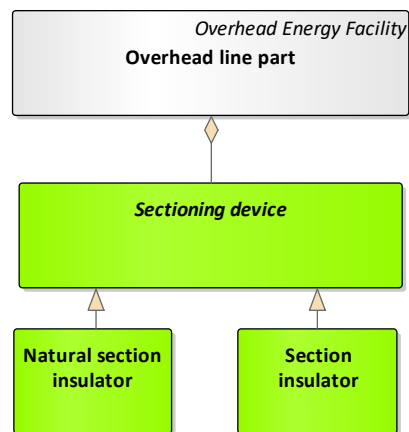 Overhead Energy Facility
Overhead line part
Sectioning device
Natural section
insulator
Section
insulator